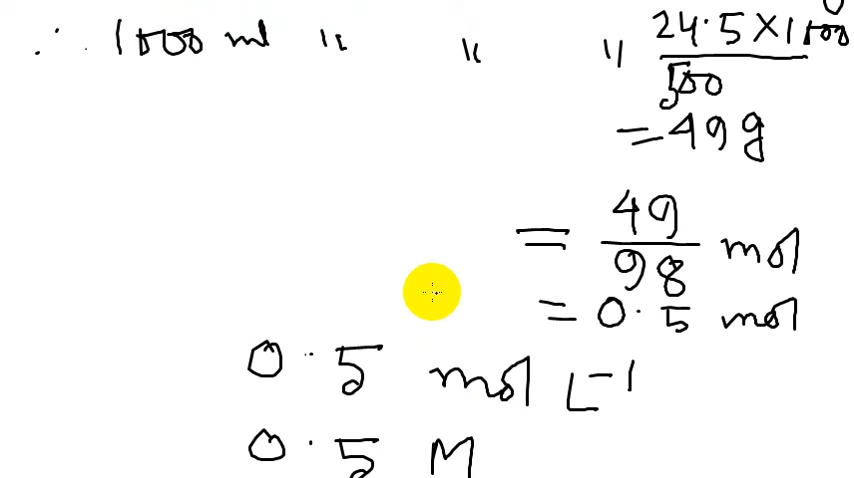 ∴ 1000 ml " " " 24.5 × 1000 / 500
= 49 g
= 49 / 98 mol
= 0.5 mol
0.5 mol L⁻¹
0.5 M